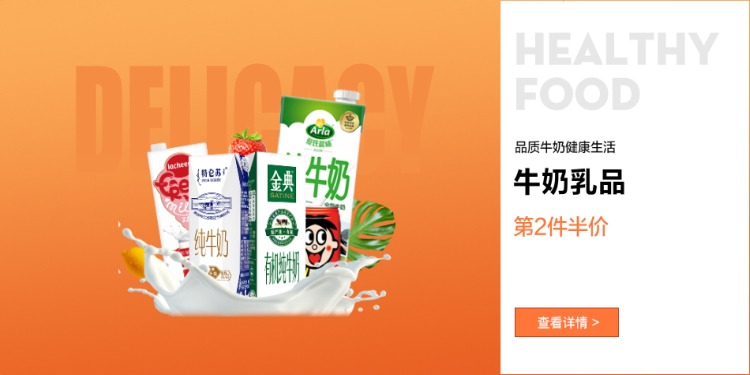 DELICACY
lacheer
特仑苏
纯牛奶
金典
SATINE
有机纯牛奶
Arla
牛奶
HEALTHY
FOOD
品质牛奶健康生活
牛奶乳品
第2件半价
查看详情 >